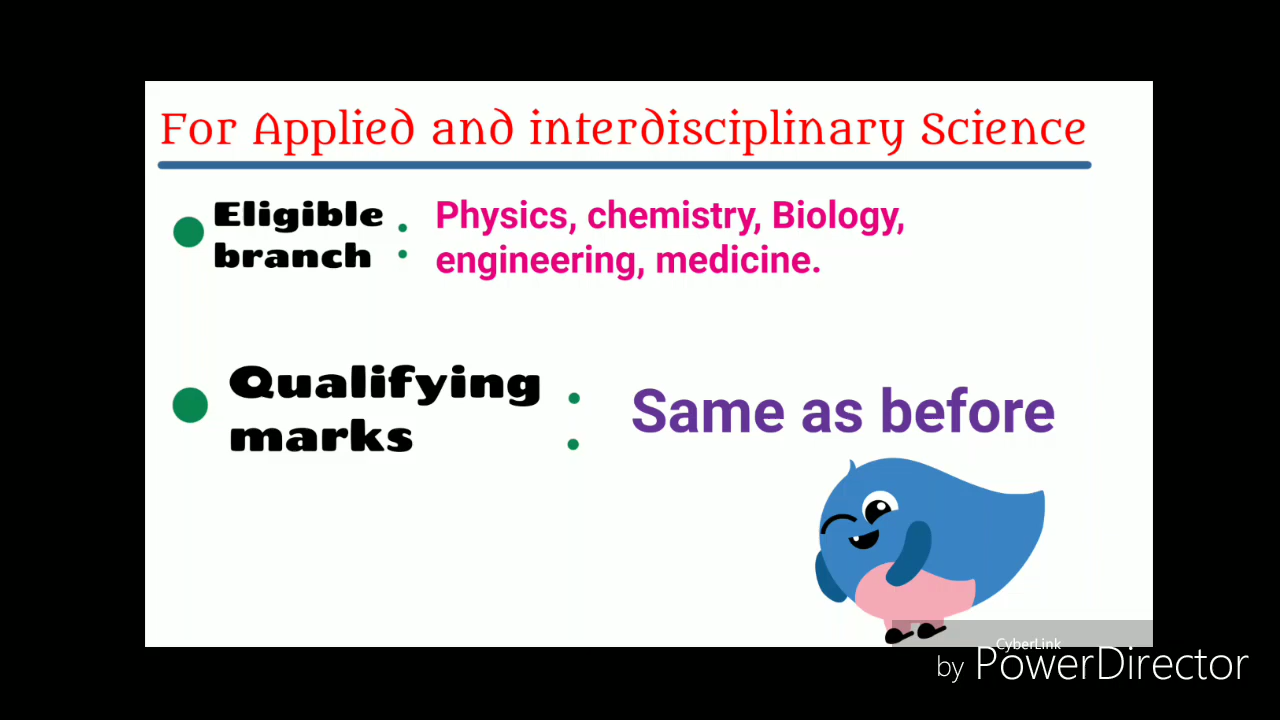 For Applied and interdisciplinary Science
Eligible branch : Physics, chemistry, Biology,
engineering, medicine.
Qualifying marks : Same as before
CyberLink
by PowerDirector